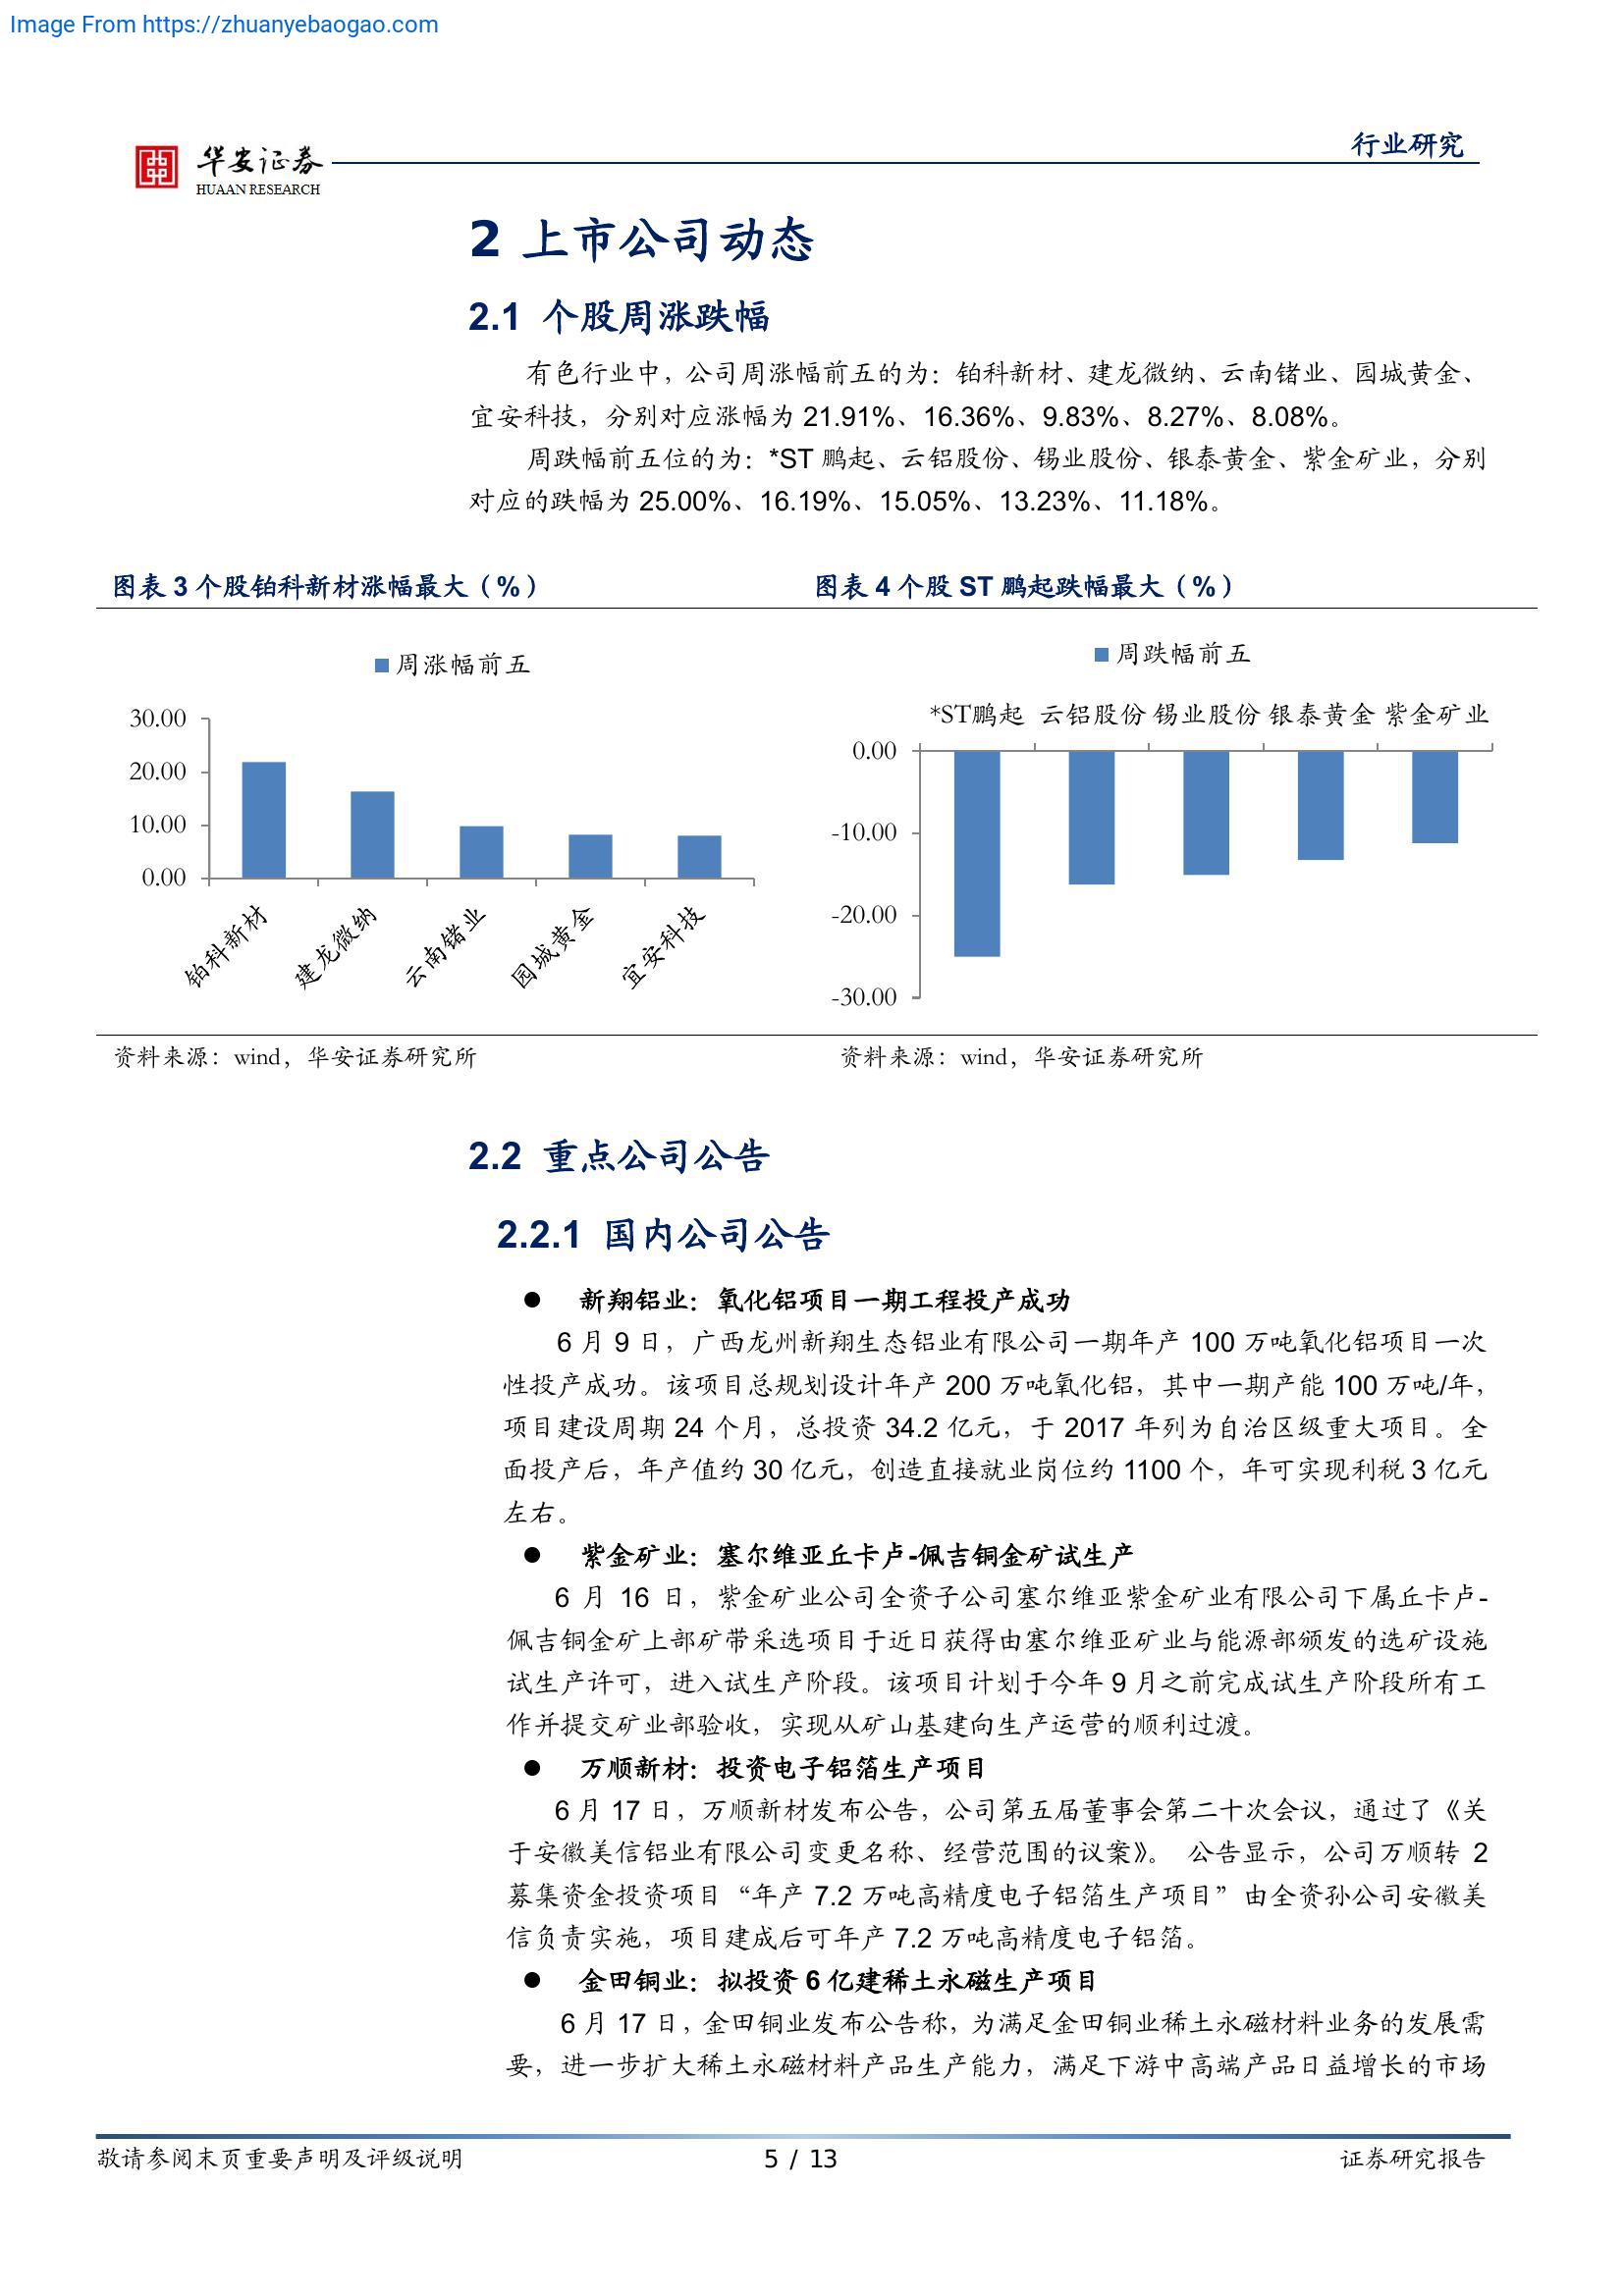 Image From https://zhuanyebaogao.com
华安证券
HUAAN RESEARCH
行业研究
2 上市公司动态
2.1 个股周涨跌幅
有色行业中，公司周涨幅前五的为：铂科新材、建龙微纳、云南锗业、园城黄金、
宜安科技，分别对应涨幅为 21.91%、16.36%、9.83%、8.27%、8.08%。
周跌幅前五位的为：*ST 鹏起、云铝股份、锡业股份、银泰黄金、紫金矿业，分别
对应的跌幅为 25.00%、16.19%、15.05%、13.23%、11.18%。
图表 3 个股铂科新材涨幅最大（%）
周涨幅前五
30.00
20.00
10.00
0.00
铂科新材
建龙微纳
云南锗业
园城黄金
宜安科技
资料来源：wind，华安证券研究所
图表 4 个股 ST 鹏起跌幅最大（%）
周跌幅前五
*ST鹏起 云铝股份 锡业股份 银泰黄金 紫金矿业
0.00
-10.00
-20.00
-30.00
资料来源：wind，华安证券研究所
2.2 重点公司公告
2.2.1 国内公司公告
● 新翔铝业：氧化铝项目一期工程投产成功
6 月 9 日，广西龙州新翔生态铝业有限公司一期年产 100 万吨氧化铝项目一次
性投产成功。该项目总规划设计年产 200 万吨氧化铝，其中一期产能 100 万吨/年，
项目建设周期 24 个月，总投资 34.2 亿元，于 2017 年列为自治区级重大项目。全
面投产后，年产值约 30 亿元，创造直接就业岗位约 1100 个，年可实现利税 3 亿元
左右。
● 紫金矿业：塞尔维亚丘卡卢-佩吉铜金矿试生产
6 月 16 日，紫金矿业公司全资子公司塞尔维亚紫金矿业有限公司下属丘卡卢-
佩吉铜金矿上部矿带采选项目于近日获得由塞尔维亚矿业与能源部颁发的选矿设施
试生产许可，进入试生产阶段。该项目计划于今年 9 月之前完成试生产阶段所有工
作并提交矿业部验收，实现从矿山基建向生产运营的顺利过渡。
● 万顺新材：投资电子铝箔生产项目
6 月 17 日，万顺新材发布公告，公司第五届董事会第二十次会议，通过了《关
于安徽美信铝业有限公司变更名称、经营范围的议案》。 公告显示，公司万顺转 2
募集资金投资项目“年产 7.2 万吨高精度电子铝箔生产项目”由全资孙公司安徽美
信负责实施，项目建成后可年产 7.2 万吨高精度电子铝箔。
● 金田铜业：拟投资 6 亿建稀土永磁生产项目
6 月 17 日，金田铜业发布公告称，为满足金田铜业稀土永磁材料业务的发展需
要，进一步扩大稀土永磁材料产品生产能力，满足下游中高端产品日益增长的市场
敬请参阅末页重要声明及评级说明
5 / 13
证券研究报告